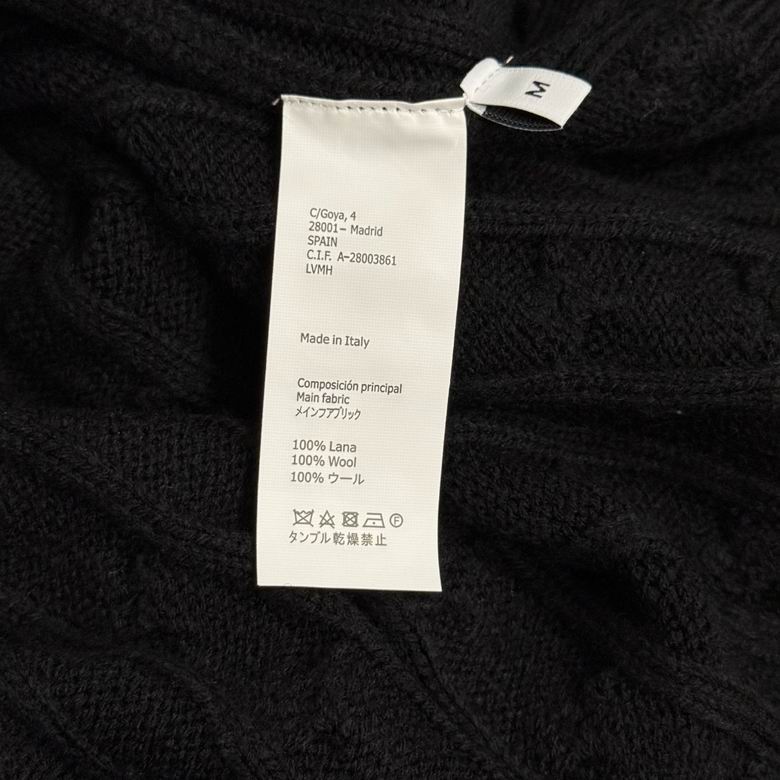 M
C/Goya, 4
28001- Madrid
SPAIN
C.I.F. A-28003861
LVMH
Made in Italy
Composición principal
Main fabric
メインファブリック
100% Lana
100% Wool
100% ウール
F
タンブル乾燥禁止